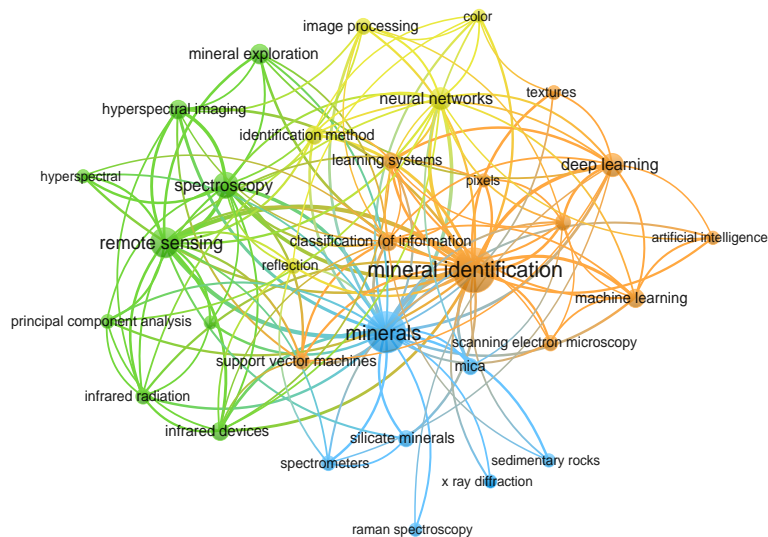 color
image processing
mineral exploration
textures
neural networks
hyperspectral imaging
identification method
learning systems
deep learning
hyperspectral
pixels
spectroscopy
remote sensing
classification (of information
artificial intelligence
reflection
mineral identification
machine learning
principal component analysis
minerals
scanning electron microscopy
support vector machines
mica
infrared radiation
infrared devices
silicate minerals
spectrometers
sedimentary rocks
x ray diffraction
raman spectroscopy